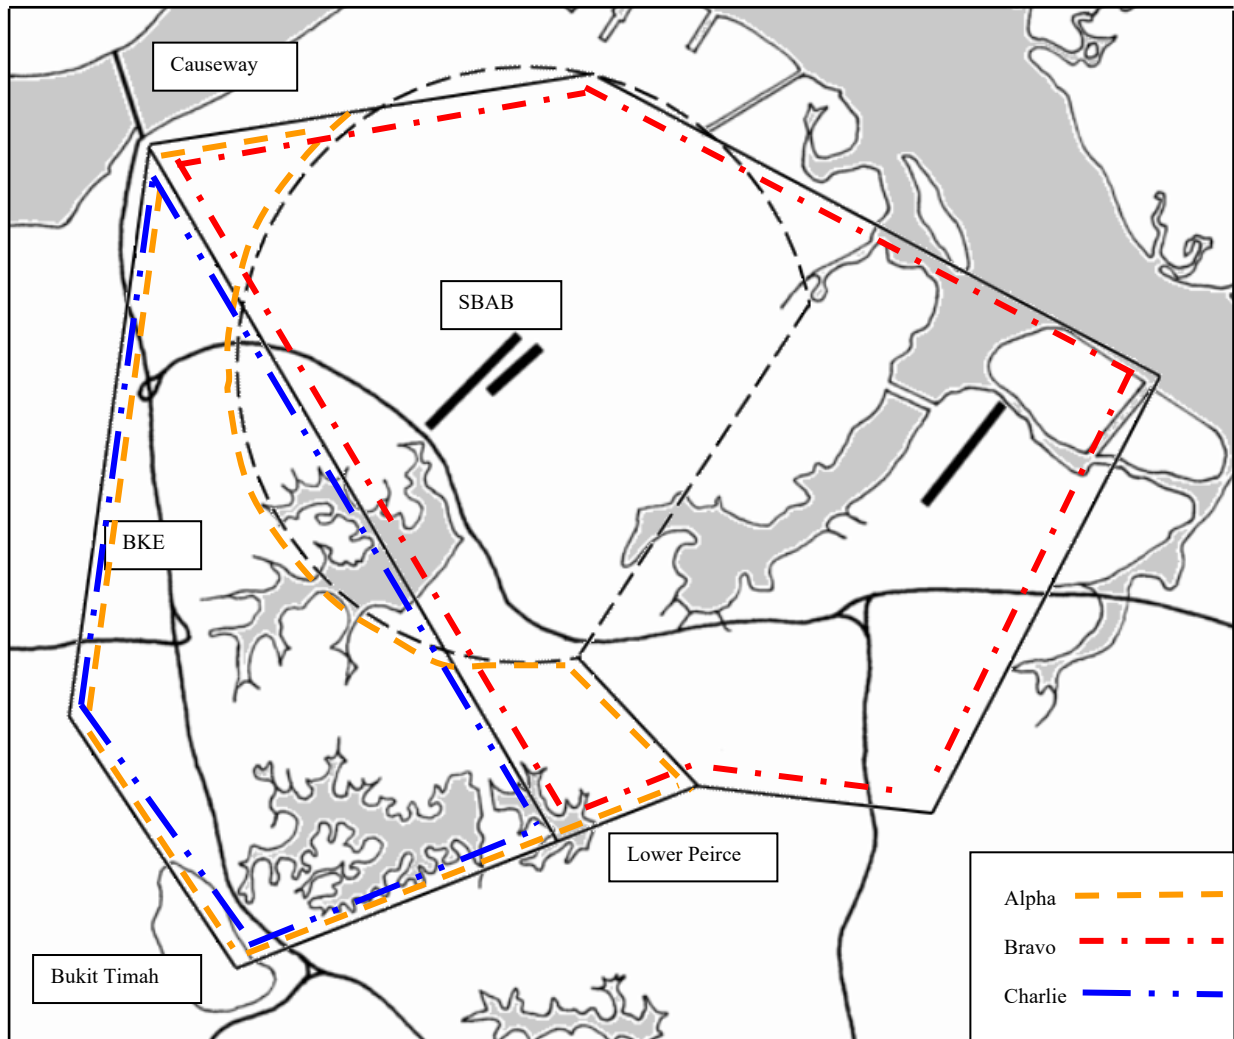 Causeway
SBAB
BKE
Lower Peirce
Bukit Timah
Alpha
Bravo
Charlie